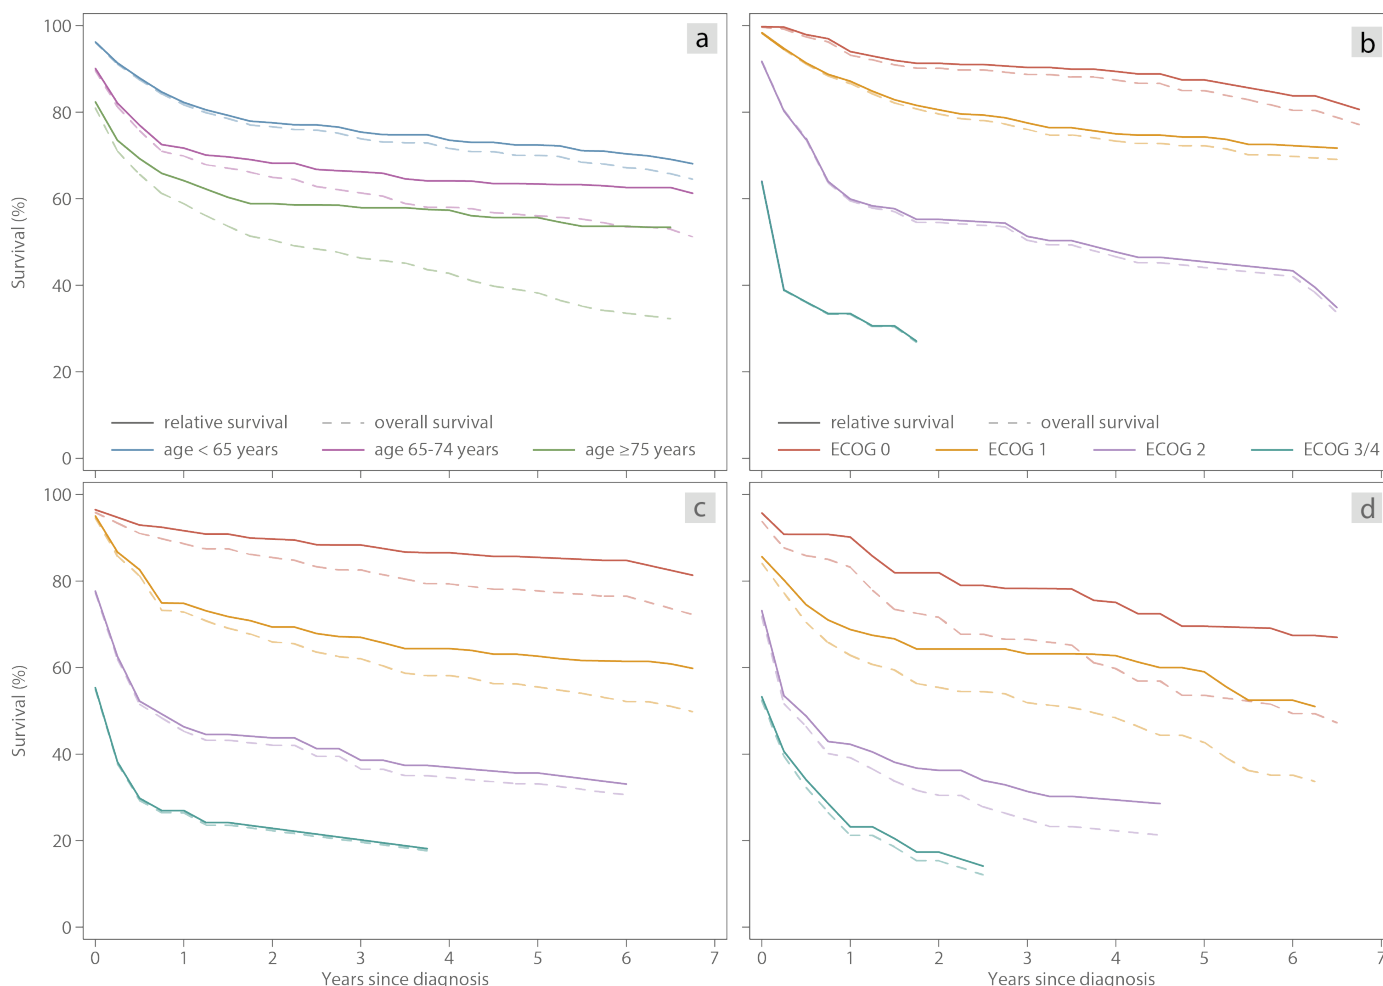 a
b
100
80
60
40
20
0
Survival (%)
relative survival
overall survival
age < 65 years
age 65-74 years
age ≥75 years
relative survival
overall survival
ECOG 0
ECOG 1
ECOG 2
ECOG 3/4
c
d
100
80
60
40
20
0
Survival (%)
0 1 2 3 4 5 6 7
Years since diagnosis
0 1 2 3 4 5 6 7
Years since diagnosis